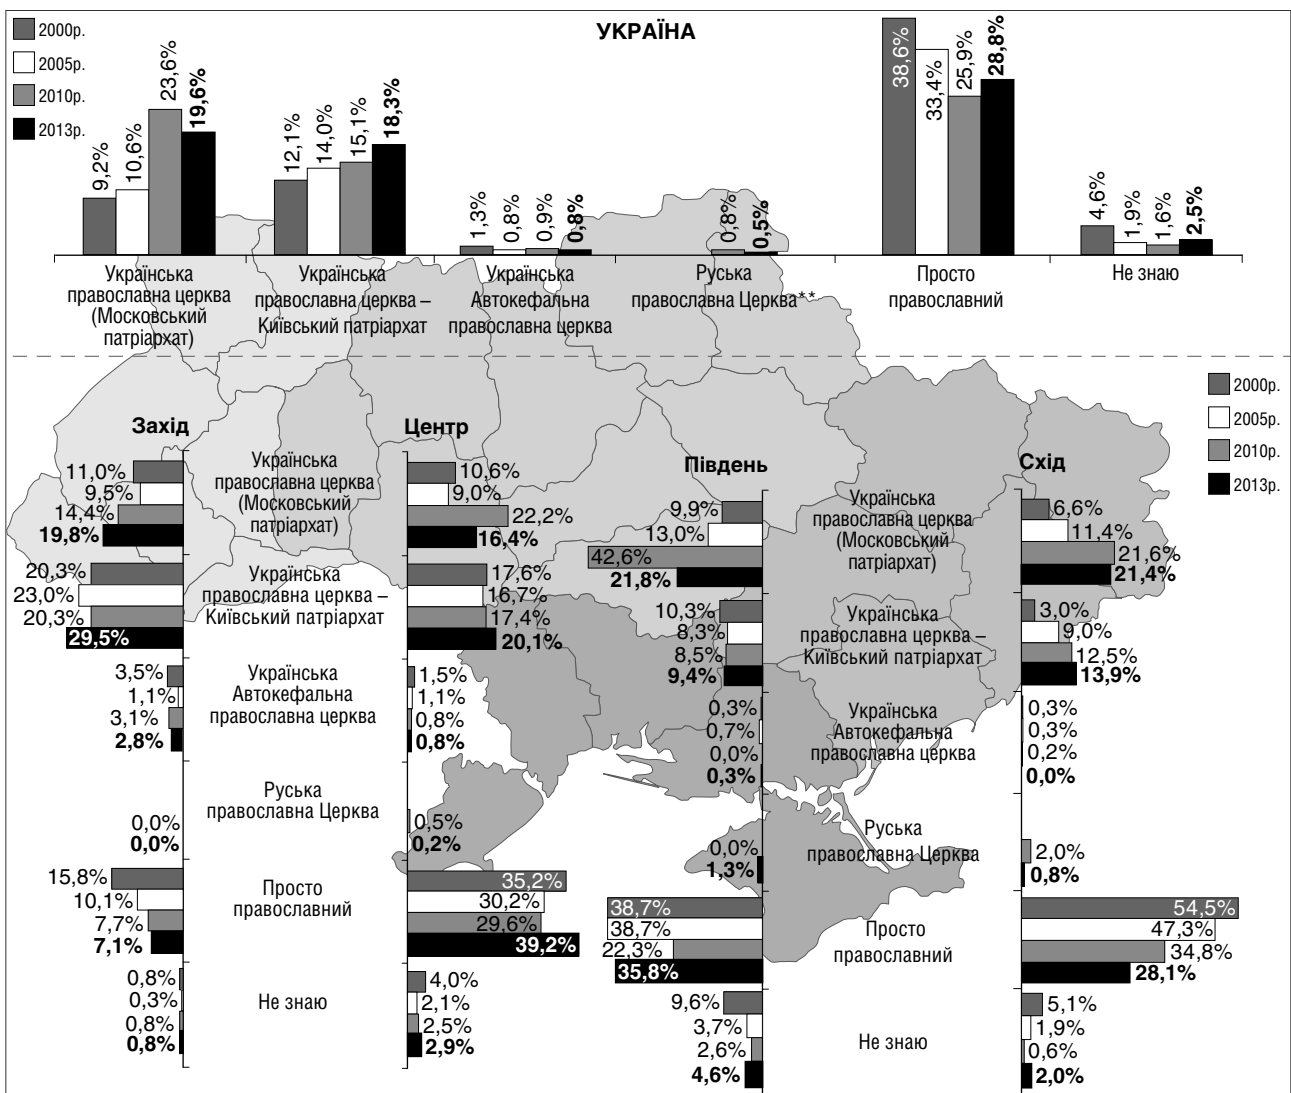 УКРАЇНА
2000р.
2005р.
2010р.
2013р.
9,2%
10,6%
23,6%
19,6%
12,1%
14,0%
15,1%
18,3%
1,3%
0,8%
0,9%
0,8%
0,8%
0,5%
38,6%
33,4%
25,9%
28,8%
4,6%
1,9%
1,6%
2,5%
Українська
православна церква
(Московський
патріархат)
Українська
православна церква –
Київський патріархат
Українська
Автокефальна
православна церква
Руська
православна Церква**
Просто
православний
Не знаю
2000р.
2005р.
2010р.
2013р.
Захід
11,0%
9,5%
14,4%
19,8%
20,3%
23,0%
20,3%
29,5%
3,5%
1,1%
3,1%
2,8%
0,0%
0,0%
15,8%
10,1%
7,7%
7,1%
0,8%
0,3%
0,8%
0,8%
Українська
православна церква
(Московський
патріархат)
Українська
православна церква –
Київський патріархат
Українська
Автокефальна
православна церква
Руська
православна Церква
Просто
православний
Не знаю
Центр
10,6%
9,0%
22,2%
16,4%
17,6%
16,7%
17,4%
20,1%
1,5%
1,1%
0,8%
0,8%
0,5%
0,2%
35,2%
30,2%
29,6%
39,2%
4,0%
2,1%
2,5%
2,9%
Південь
9,9%
13,0%
42,6%
21,8%
10,3%
8,3%
8,5%
9,4%
0,3%
0,7%
0,0%
0,3%
0,0%
1,3%
38,7%
38,7%
22,3%
35,8%
9,6%
3,7%
2,6%
4,6%
Українська
православна церква
(Московський
патріархат)
Українська
православна церква –
Київський патріархат
Українська
Автокефальна
православна церква
Руська
православна Церква
Просто
православний
Не знаю
Схід
6,6%
11,4%
21,6%
21,4%
3,0%
9,0%
12,5%
13,9%
0,3%
0,3%
0,2%
0,0%
2,0%
0,8%
54,5%
47,3%
34,8%
28,1%
5,1%
1,9%
0,6%
2,0%